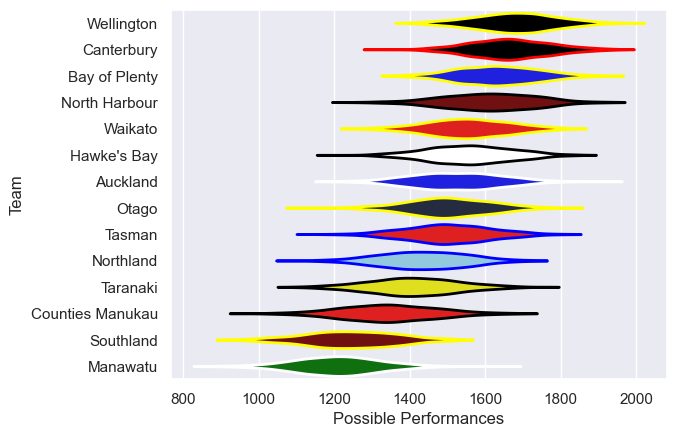 Wellington
Canterbury
Bay of Plenty
North Harbour
Waikato
Hawke's Bay
Auckland
Otago
Tasman
Northland
Taranaki
Counties Manukau
Southland
Manawatu
Team
800 1000 1200 1400 1600 1800 2000
Possible Performances